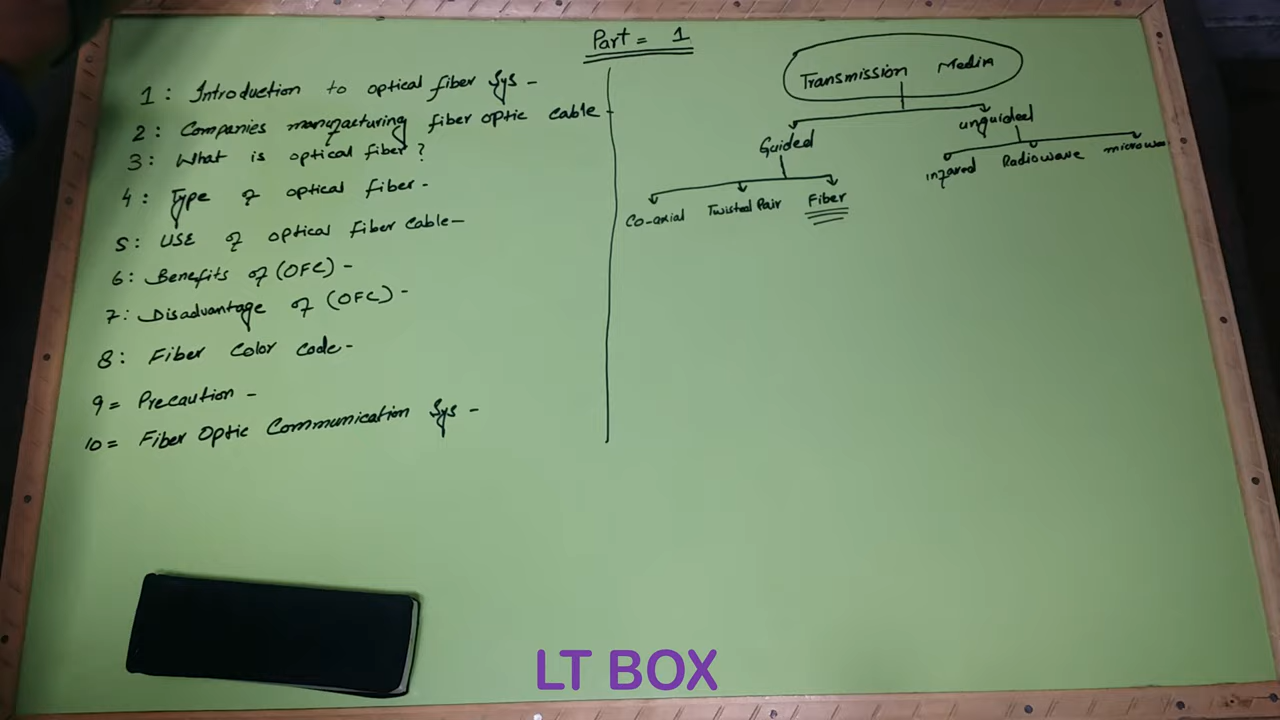 Part = 1
1: Introduction to optical fiber Sys -
2: Companies manufacturing fiber optic cable -
3: What is optical fiber?
4: Type of optical fiber -
5: USE of optical fiber Cable -
6: Benefits of (OFC) -
7: Disadvantage of (OFC) -
8: Fiber Color Code -
9= Precaution -
10= Fiber Optic Communication Sys -
Transmission Media
Guided
unguided
Co-axial Twisted Pair Fiber
Radiowave
LT BOX